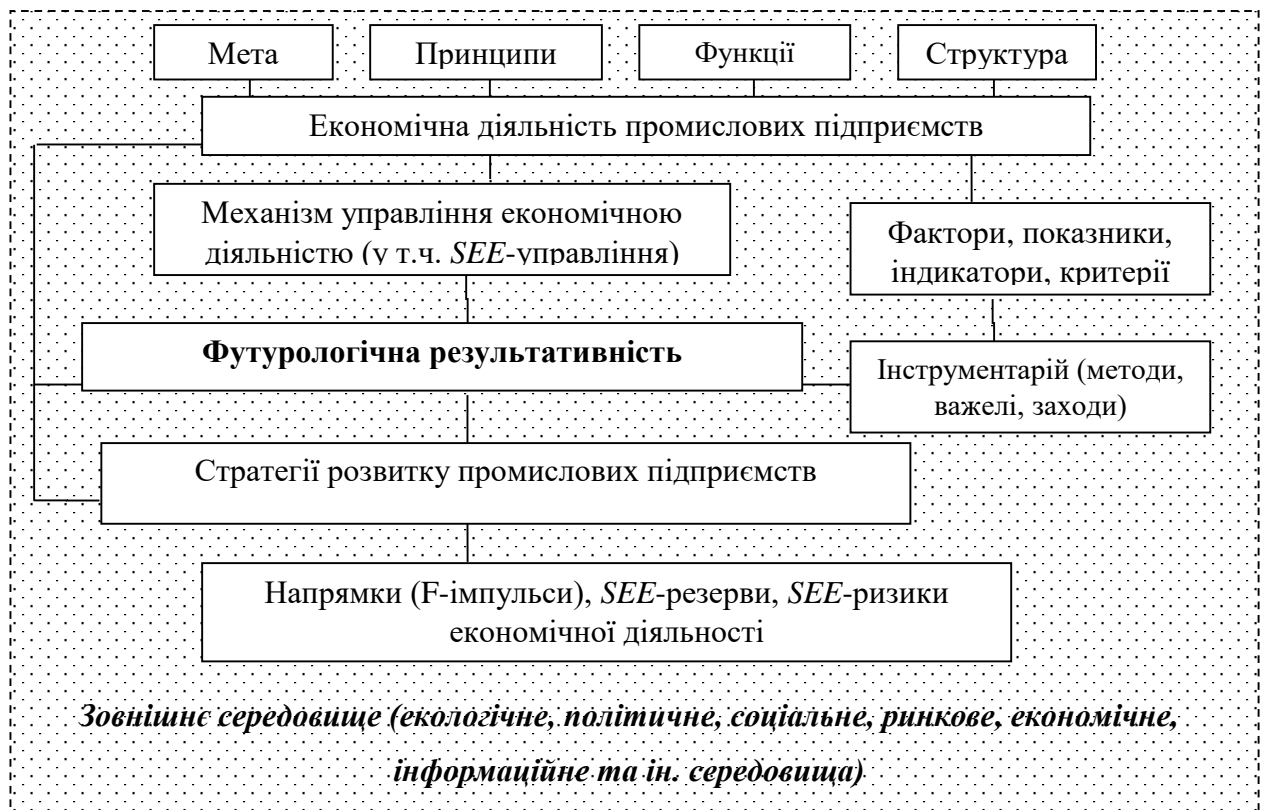 Мета
Принципи
Функції
Структура
Економічна діяльність промислових підприємств
Механізм управління економічною
діяльністю (у т.ч. SEE-управління)
Фактори, показники,
індикатори, критерії
Футурологічна результативність
Інструментарій (методи,
важелі, заходи)
Стратегії розвитку промислових підприємств
Напрямки (F-імпульси), SEE-резерви, SEE-ризики
економічної діяльності
Зовнішнє середовище (екологічне, політичне, соціальне, ринкове, економічне,
інформаційне та ін. середовища)